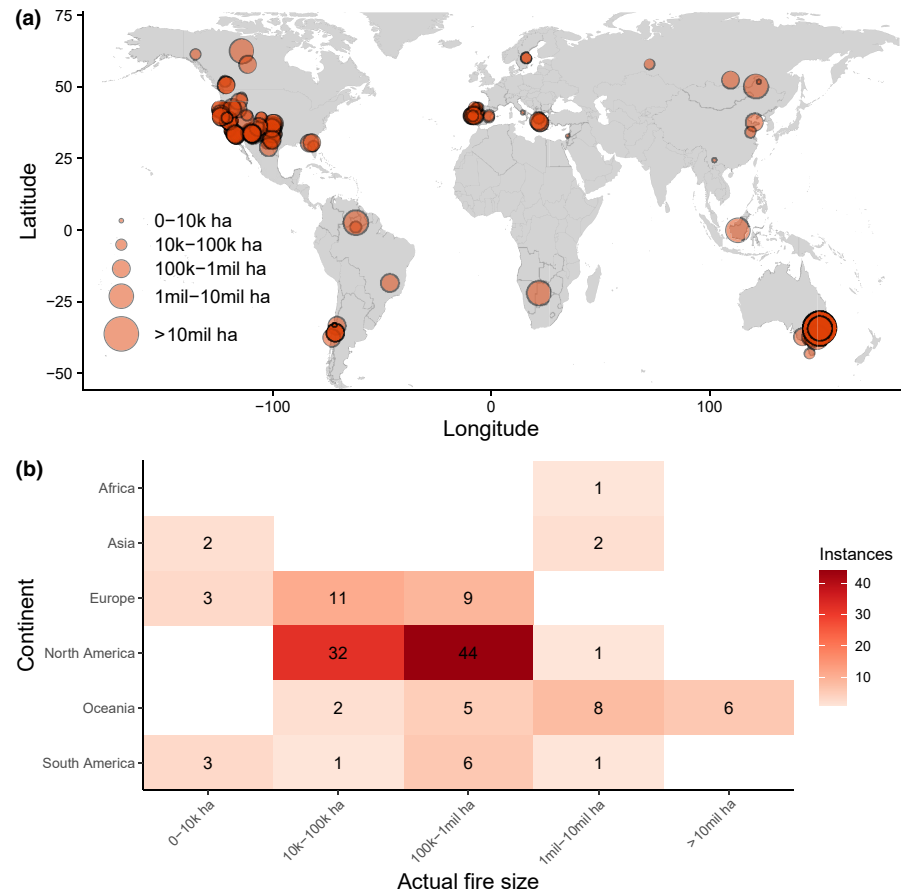 (a)
75
50
25
0
−25
−50
Latitude
0−10k ha
10k−100k ha
100k−1mil ha
1mil−10mil ha
>10mil ha
−100 0 100
Longitude
(b)
Continent
Africa 1
Asia 2 2
Europe 3 11 9
North America 32 44 1
Oceania 2 5 8 6
South America 3 1 6 1
0−10k ha 10k−100k ha 100k−1mil ha 1mil−10mil ha >10mil ha
Actual fire size
Instances
40
30
20
10